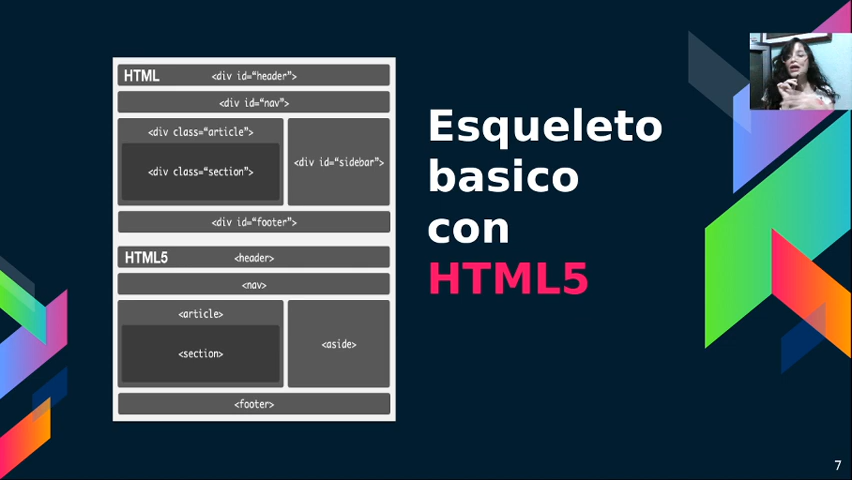 HTML
<div id=“header”>
<div id=“nav”>
<div class=“article”>
<div class=“section”>
<div id=“sidebar”>
<div id=“footer”>
HTML5
<header>
<nav>
<article>
<section>
<aside>
<footer>
Esqueleto
basico
con
HTML5
7